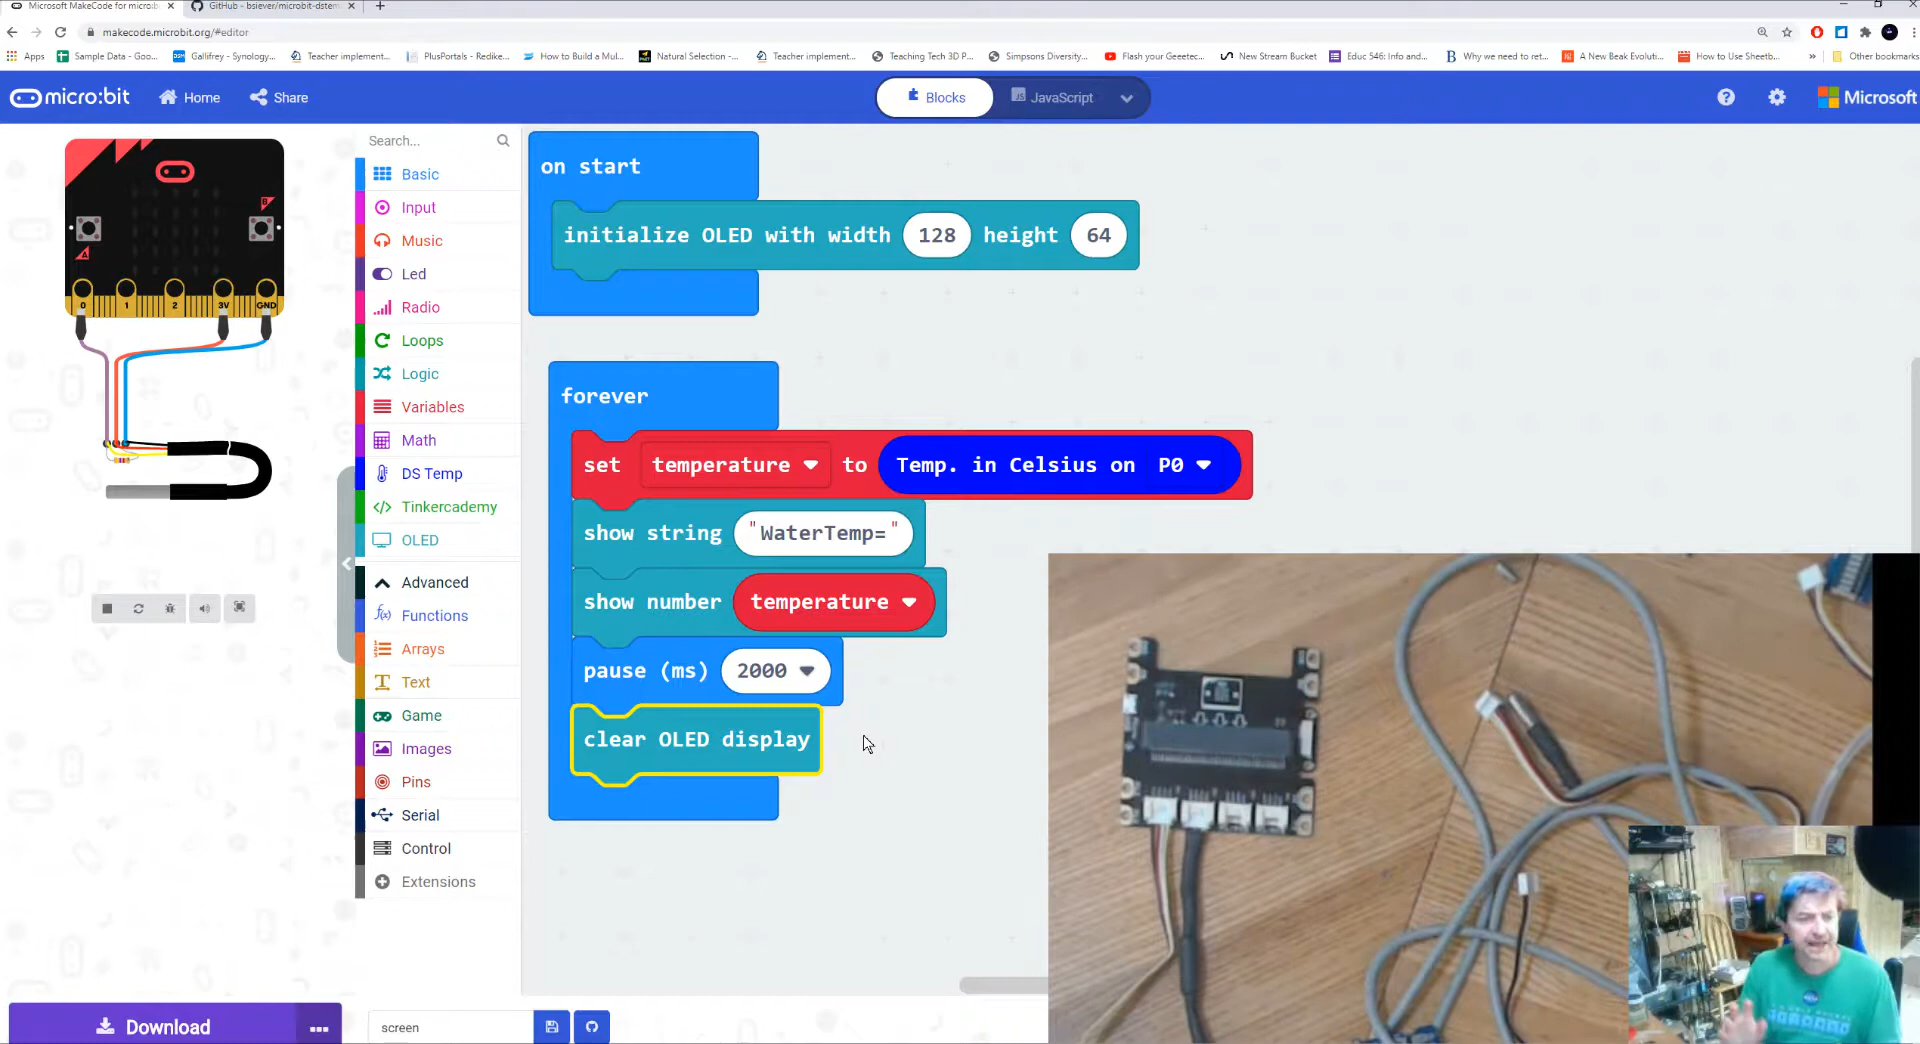 Microsoft MakeCode for micro:b
GitHub - bsiever/microbit-dstem
makecode.microbit.org/#editor
Apps
Sample Data - Goo...
Gallifrey - Synology...
Teacher implement...
PlusPortals - Redike...
How to Build a Mul...
Natural Selection -...
Teacher implement...
Teaching Tech 3D P...
Simpsons Diversity...
Flash your Geeetec...
New Stream Bucket
Educ 546: Info and...
Why we need to ret...
A New Beak Evoluti...
How to Use Sheetb...
Other bookmarks
micro:bit
Home
Share
Blocks
JavaScript
Microsoft
A
B
0 1 2 3V GND
Search...
Basic
Input
Music
Led
Radio
Loops
Logic
Variables
Math
DS Temp
Tinkercademy
OLED
Advanced
Functions
Arrays
Text
Game
Images
Pins
Serial
Control
Extensions
on start
initialize OLED with width 128 height 64
forever
set temperature to Temp. in Celsius on P0
show string "WaterTemp="
show number temperature
pause (ms) 2000
clear OLED display
Download
...
screen